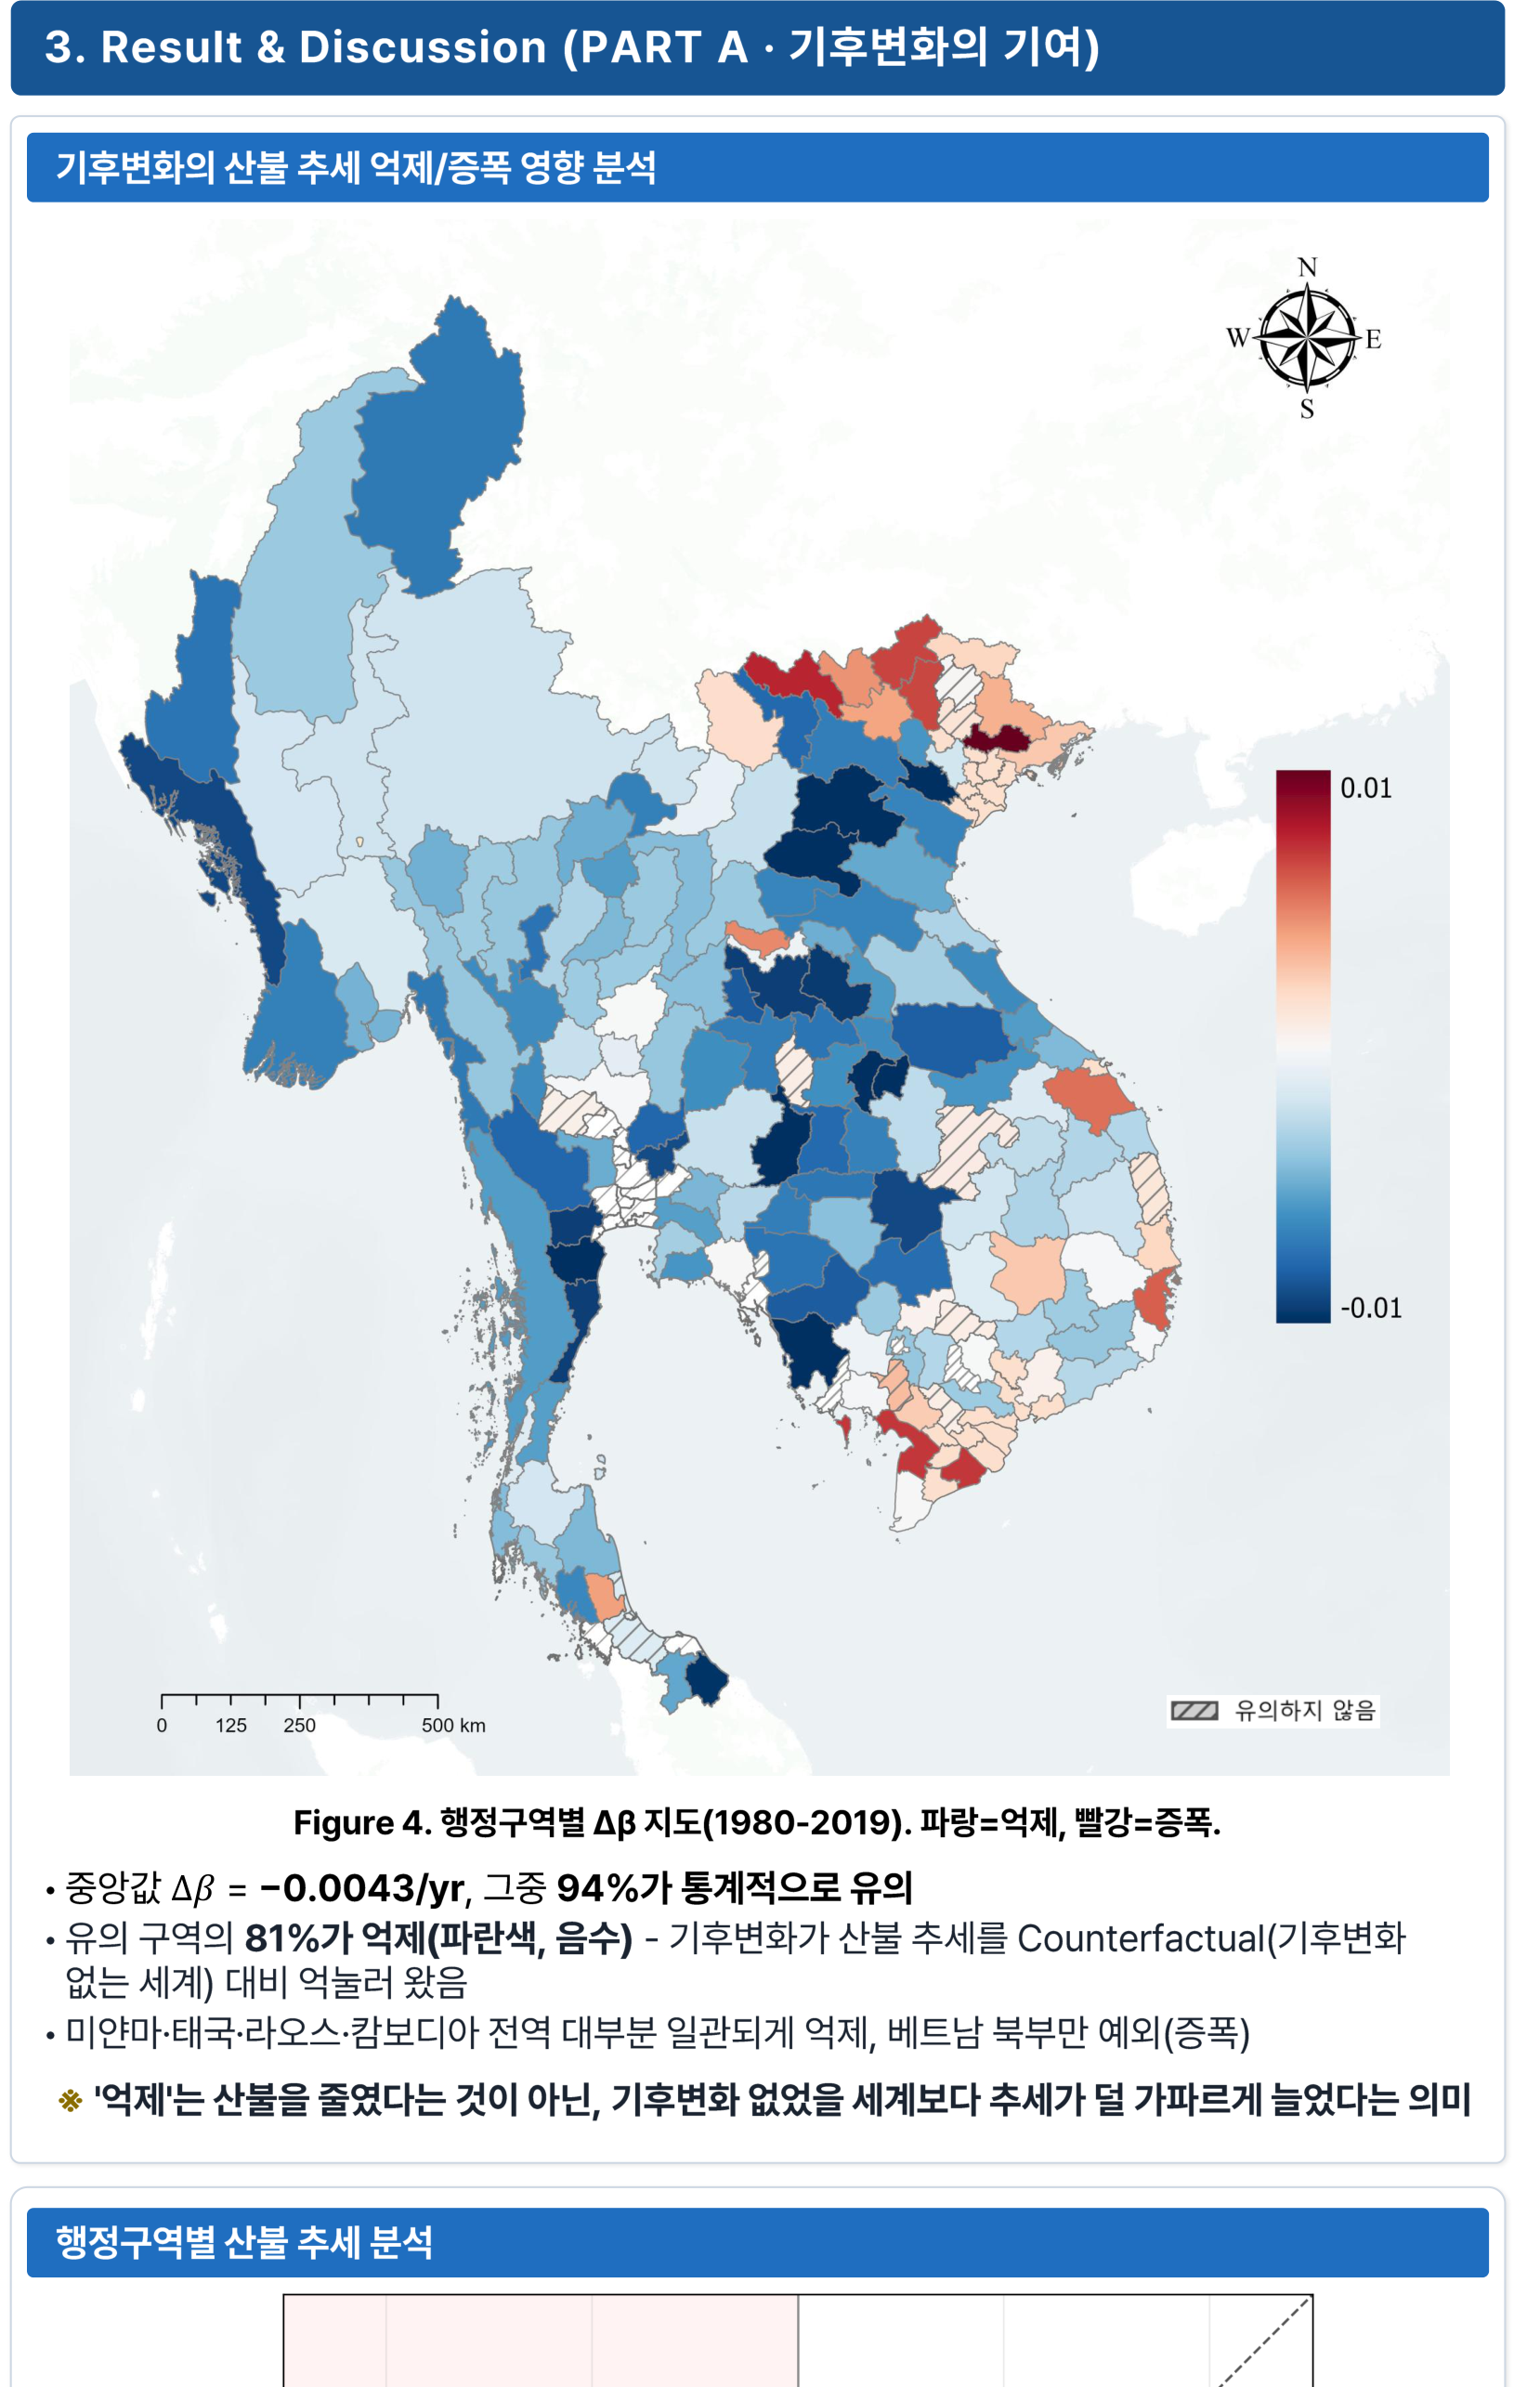 3. Result & Discussion (PART A · 기후변화의 기여)
기후변화의 산불 추세 억제/증폭 영향 분석
N
W E
S
0.01
-0.01
0 125 250 500 km
유의하지 않음
Figure 4. 행정구역별 Δβ 지도(1980-2019). 파랑=억제, 빨강=증폭.
• 중앙값 Δβ = −0.0043/yr, 그중 94%가 통계적으로 유의
• 유의 구역의 81%가 억제(파란색, 음수) - 기후변화가 산불 추세를 Counterfactual(기후변화
없는 세계) 대비 억눌러 왔음
• 미얀마·태국·라오스·캄보디아 전역 대부분 일관되게 억제, 베트남 북부만 예외(증폭)
※ '억제'는 산불을 줄였다는 것이 아닌, 기후변화 없었을 세계보다 추세가 덜 가파르게 늘었다는 의미
행정구역별 산불 추세 분석